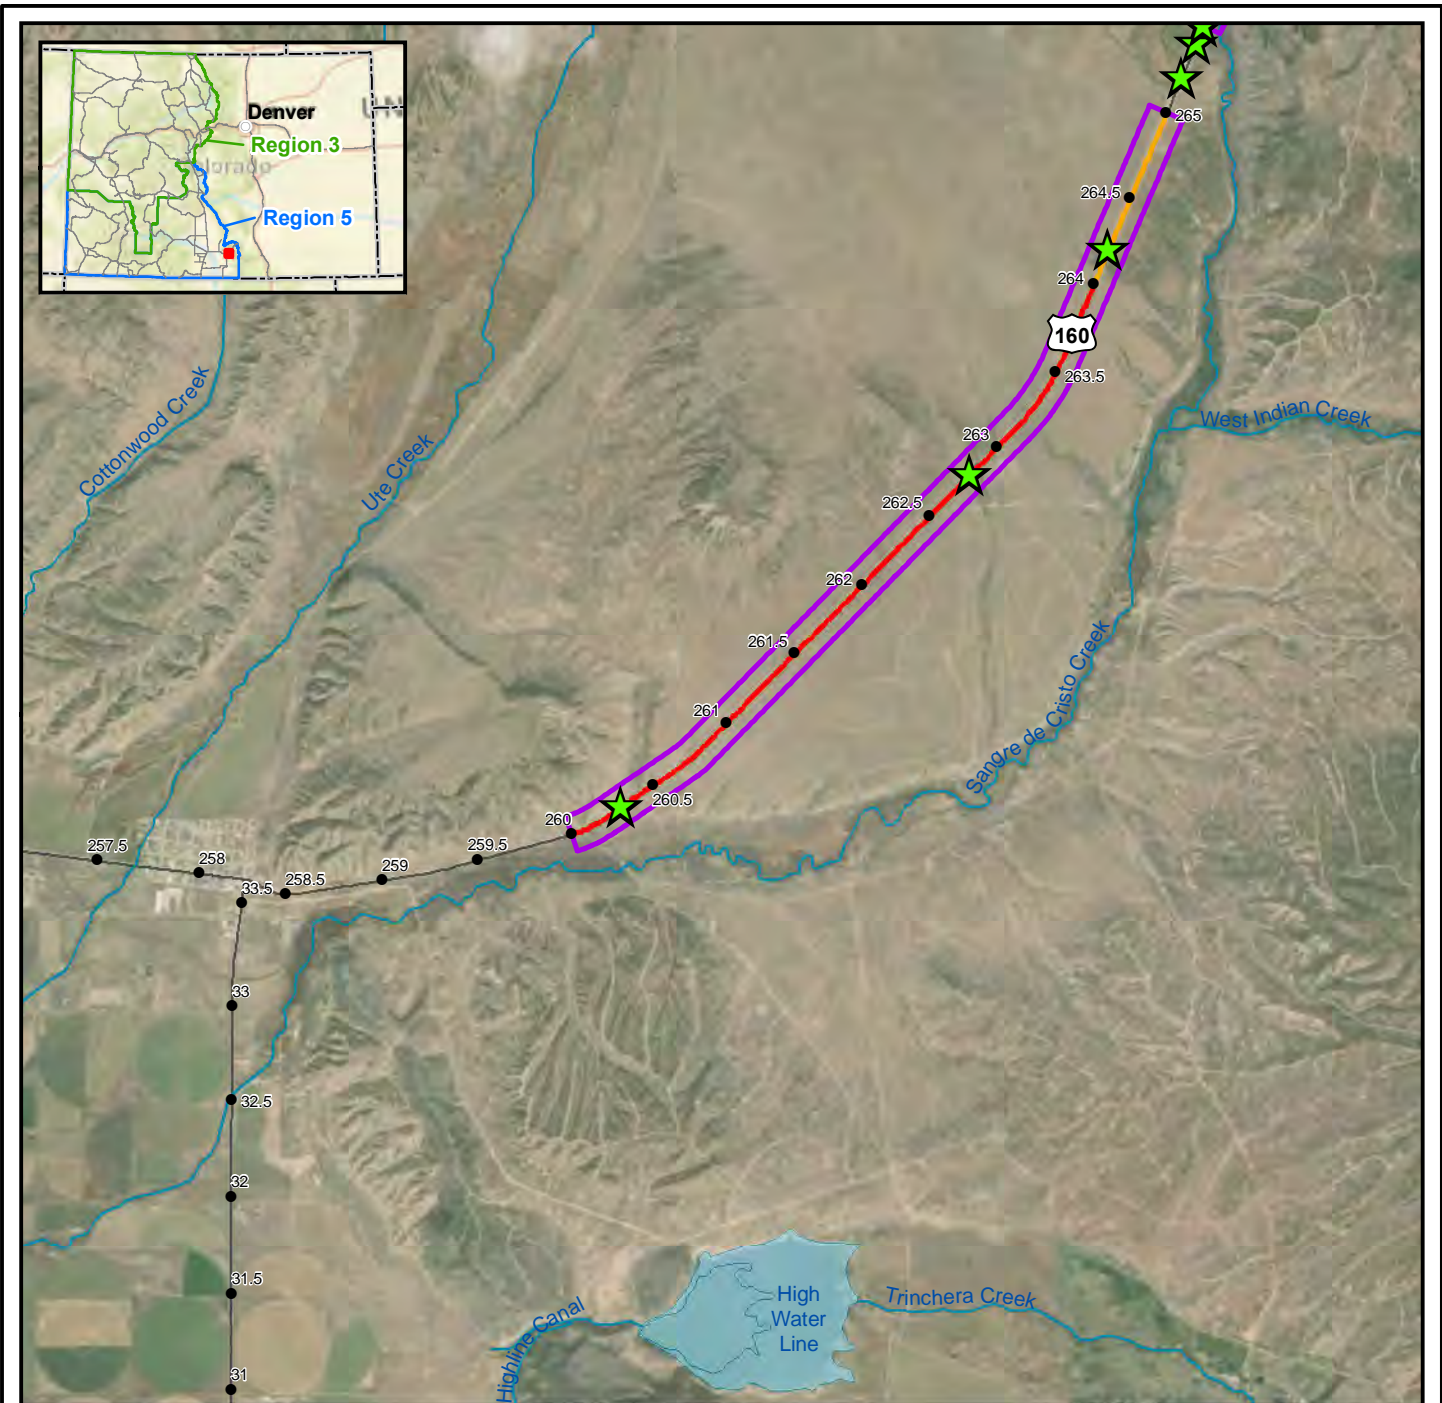 Denver
UN
Region 3
olorado
Region 5
265
264.5
264
160
263.5
West Indian Creek
263
Cottonwood Creek
Ute Creek
262.5
262
261.5
Sangre de Cristo Creek
261
260.5
260
259.5
257.5
258
259
258.5
33.5
33
32.5
32
31.5
High
Water
Line
Trinchera Creek
Highline Canal
31